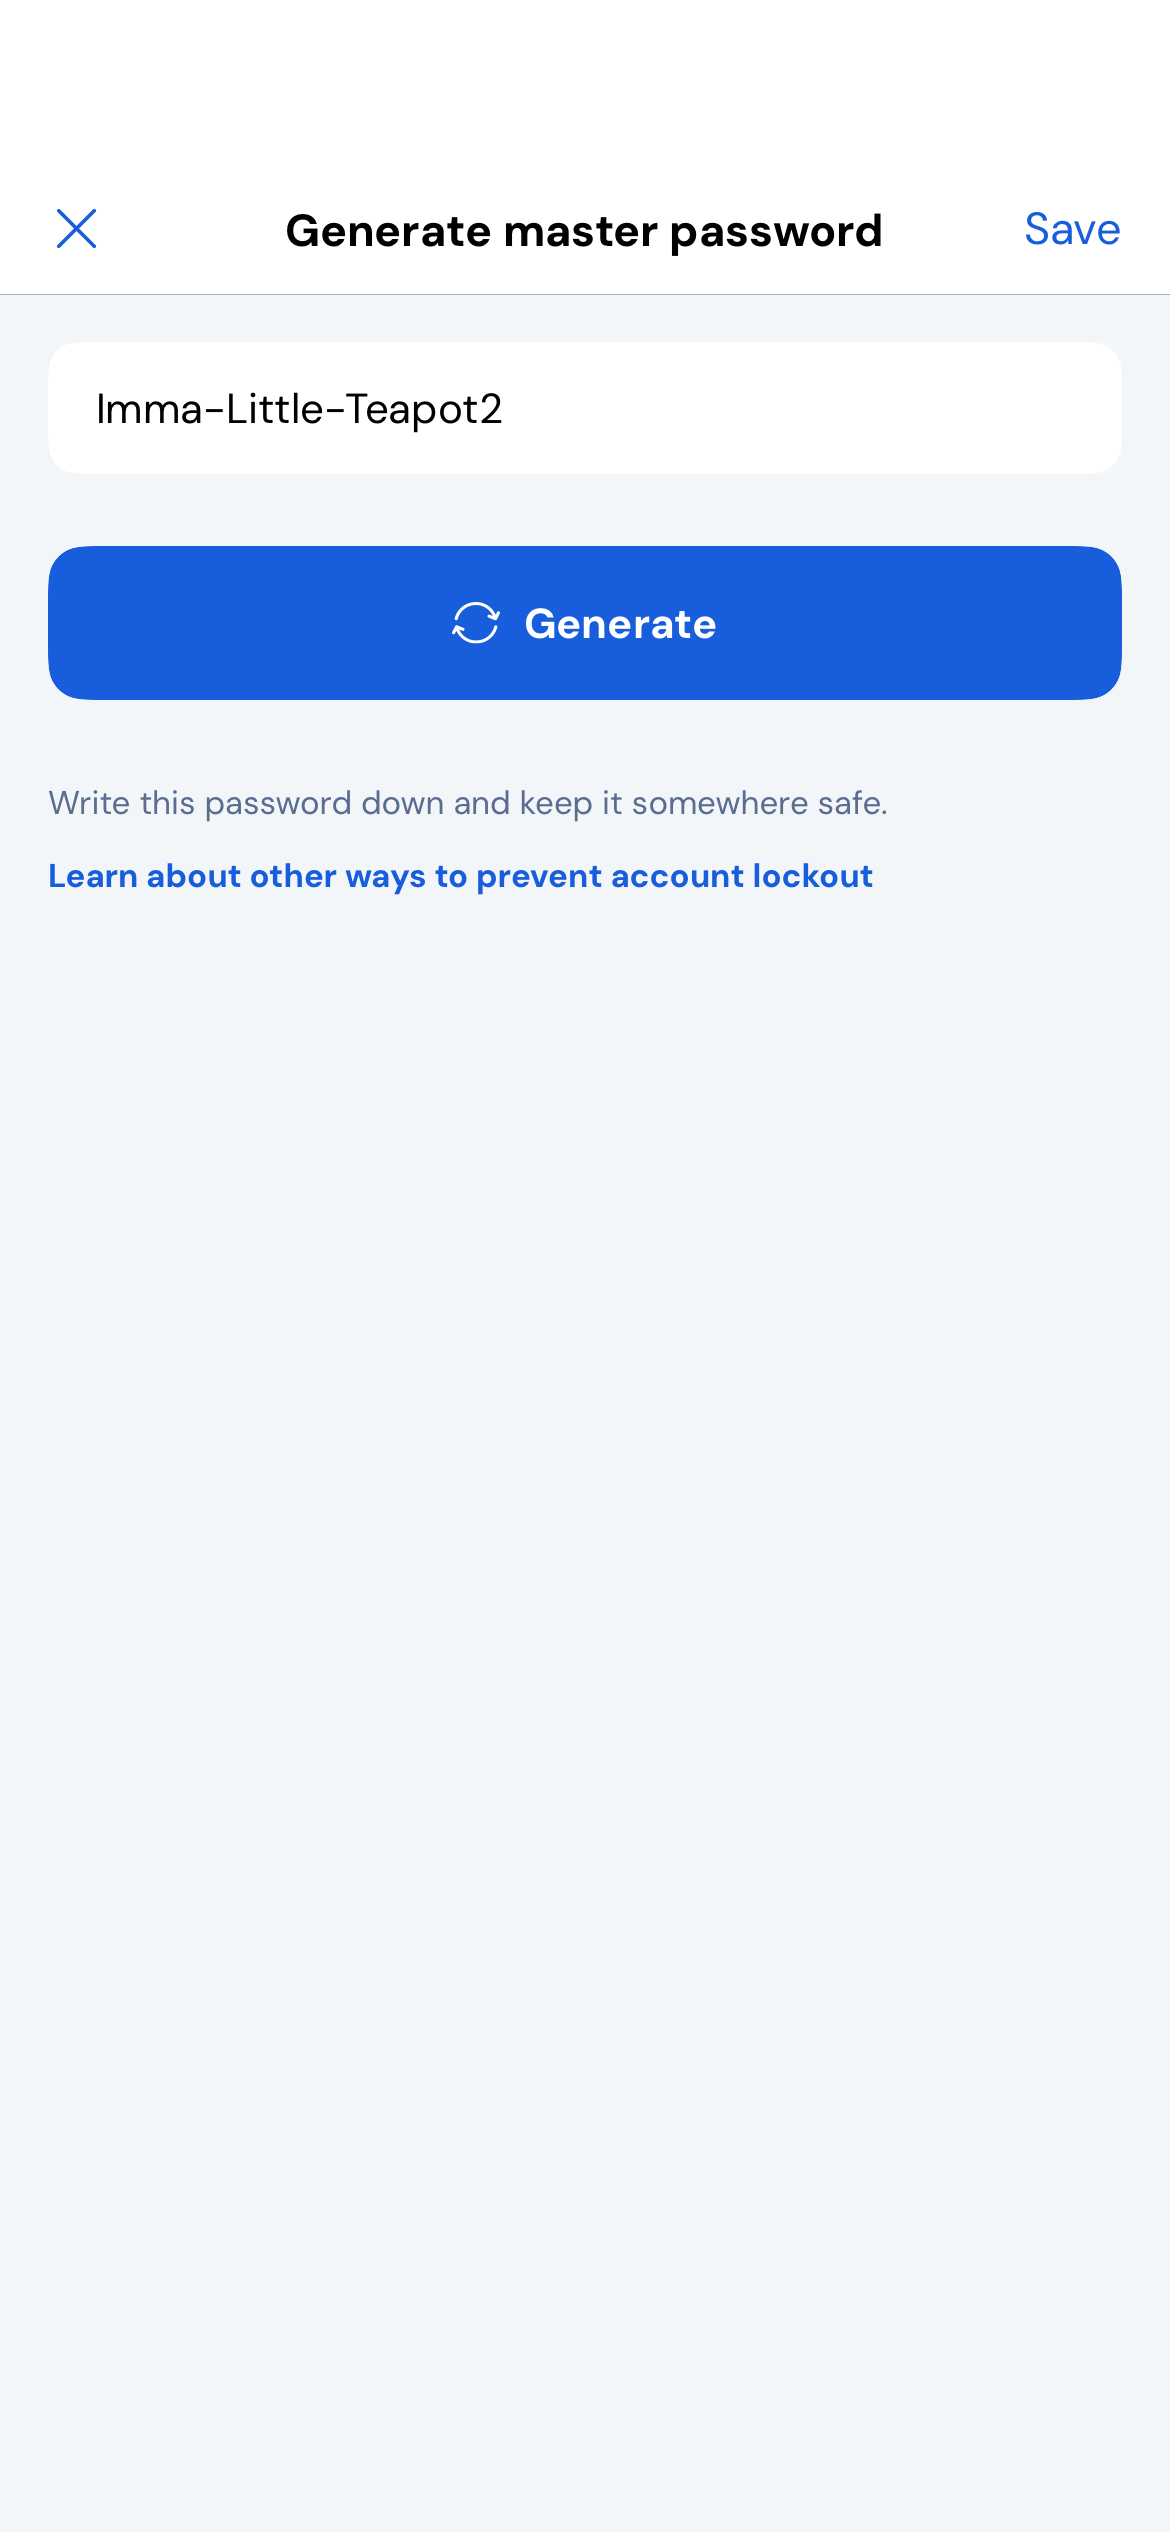 Generate master password
Save
Imma-Little-Teapot2
Generate
Write this password down and keep it somewhere safe.
Learn about other ways to prevent account lockout